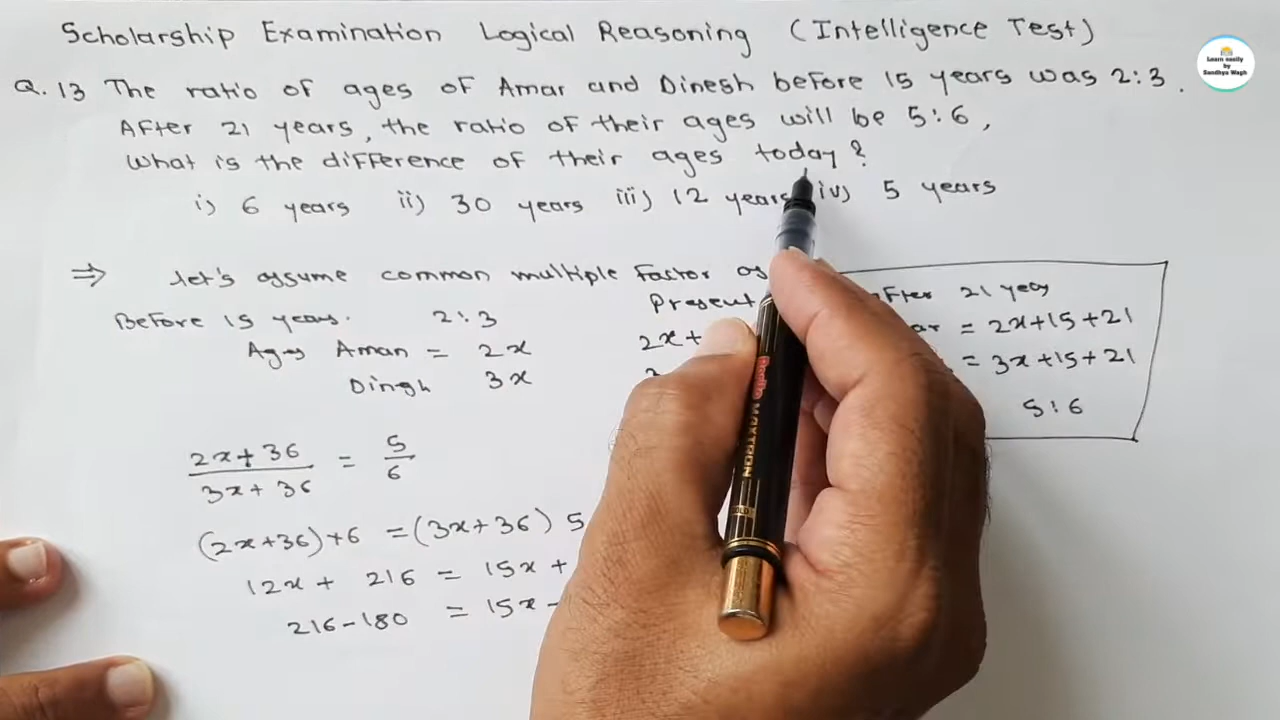 Scholarship Examination Logical Reasoning (Intelligence Test)
Learn easily
by
Sandhya Wagh
Q. 13 The ratio of ages of Amar and Dinesh before 15 years was 2:3.
After 21 years, the ratio of their ages will be 5:6,
What is the difference of their ages today?
i) 6 years ii) 30 years iii) 12 years iv) 5 years
⇒ let's assume common multiple factor as
Before 15 years. 2:3 Present After 21 years
Ages Aman = 2x 2x+ = 2x+15+21
Dingh 3x = 3x+15+21
5:6
2x+36 / 3x+36 = 5 / 6
(2x+36)+6 = (3x+36) 5
12x + 216 = 15x +
216-180 = 15x -